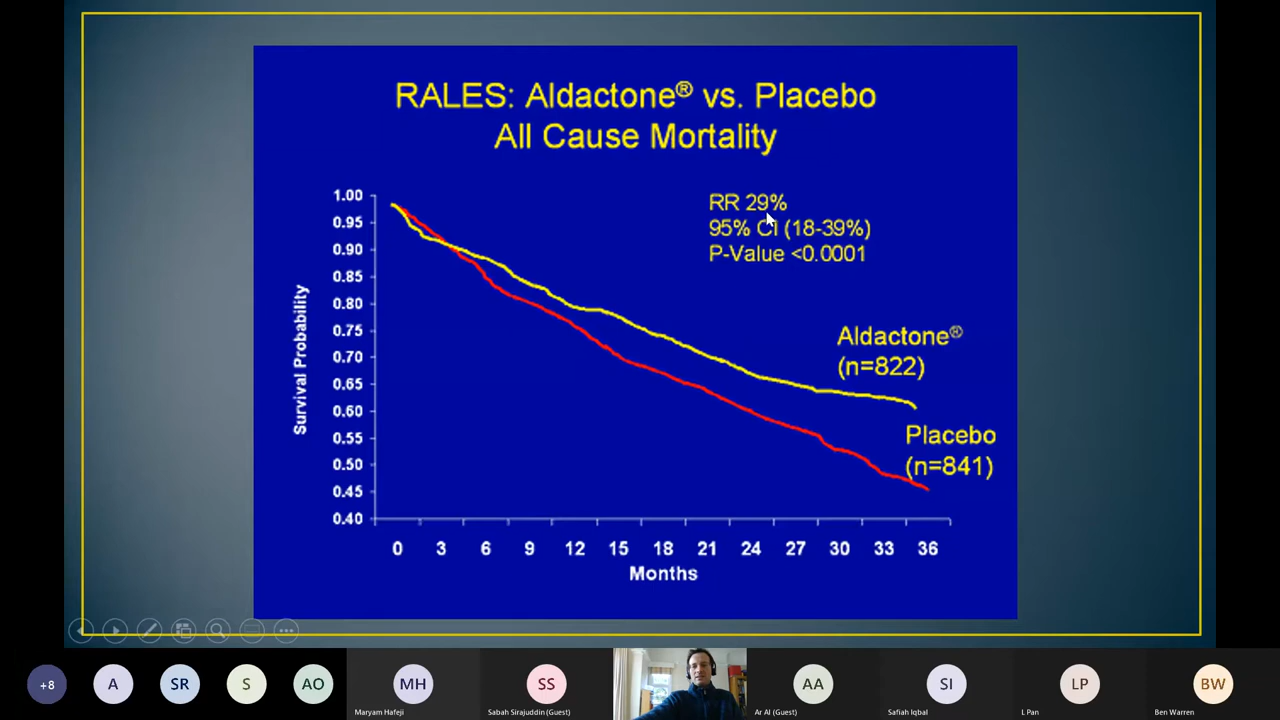 RALES: Aldactone® vs. Placebo
All Cause Mortality
RR 29%
95% CI (18-39%)
P-Value <0.0001
1.00
0.95
0.90
0.85
0.80
0.75
0.70
0.65
0.60
0.55
0.50
0.45
0.40
Survival Probability
Aldactone®
(n=822)
Placebo
(n=841)
0 3 6 9 12 15 18 21 24 27 30 33 36
Months
+8 A SR S AO MH SS AA SI LP BW
Maryam Hafeji Sabah Sirajuddin (Guest) Ar Al (Guest) Safiah Iqbal L Pan Ben Warren